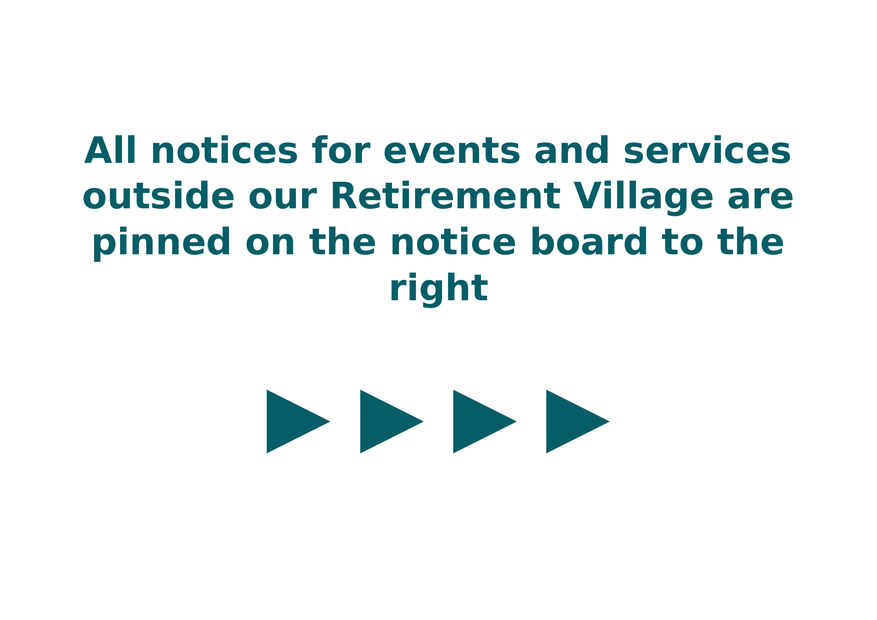 All notices for events and services
outside our Retirement Village are
pinned on the notice board to the
right